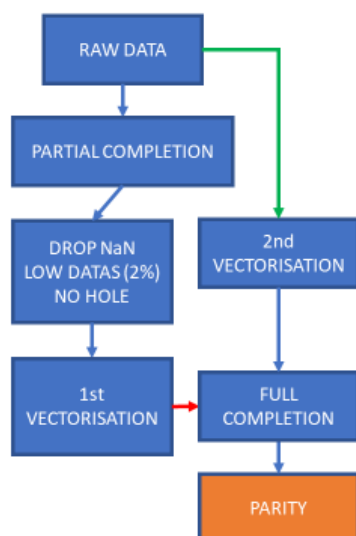 RAW DATA
PARTIAL COMPLETION
DROP NaN
LOW DATAS (2%)
NO HOLE
2nd
VECTORISATION
1st
VECTORISATION
FULL
COMPLETION
PARITY